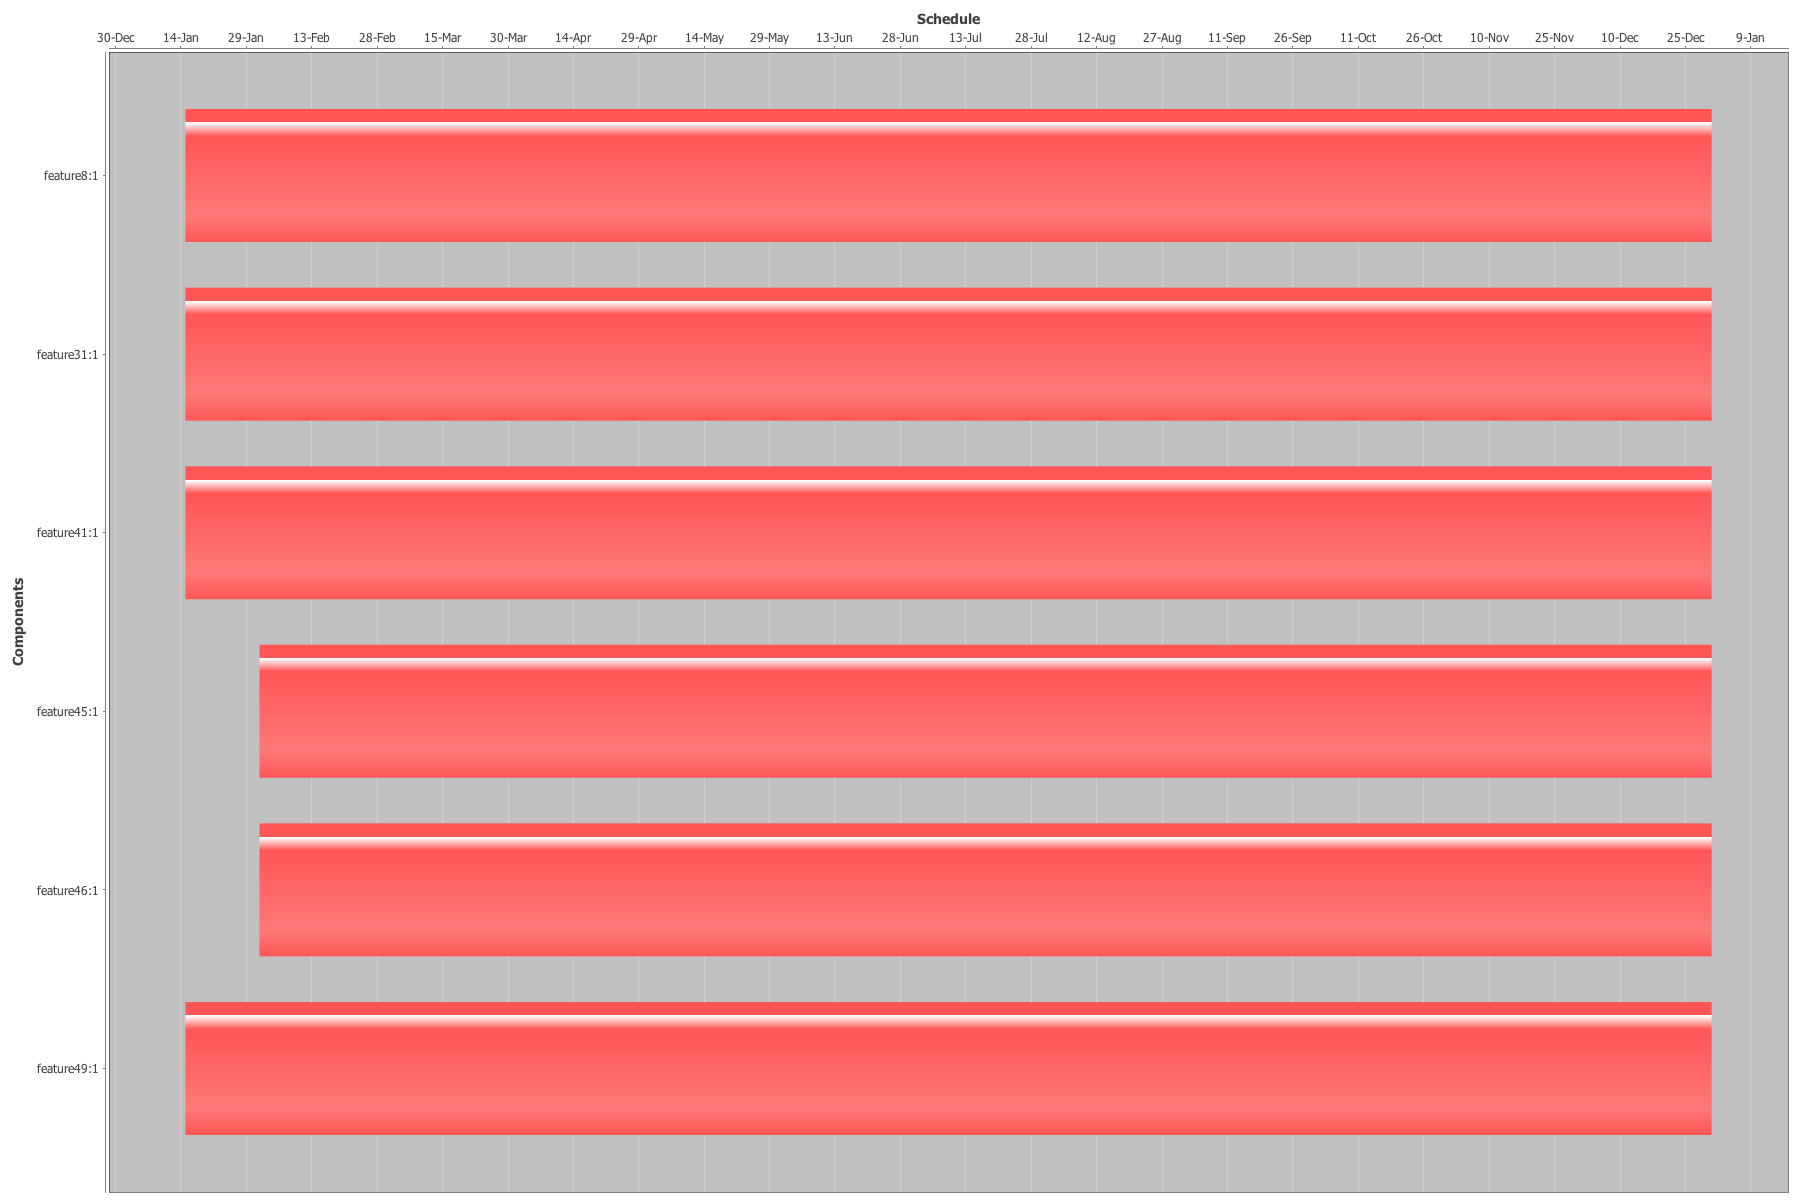 Schedule
30-Dec 14-Jan 29-Jan 13-Feb 28-Feb 15-Mar 30-Mar 14-Apr 29-Apr 14-May 29-May 13-Jun 28-Jun 13-Jul 28-Jul 12-Aug 27-Aug 11-Sep 26-Sep 11-Oct 26-Oct 10-Nov 25-Nov 10-Dec 25-Dec 9-Jan
Components
feature8:1
feature31:1
feature41:1
feature45:1
feature46:1
feature49:1